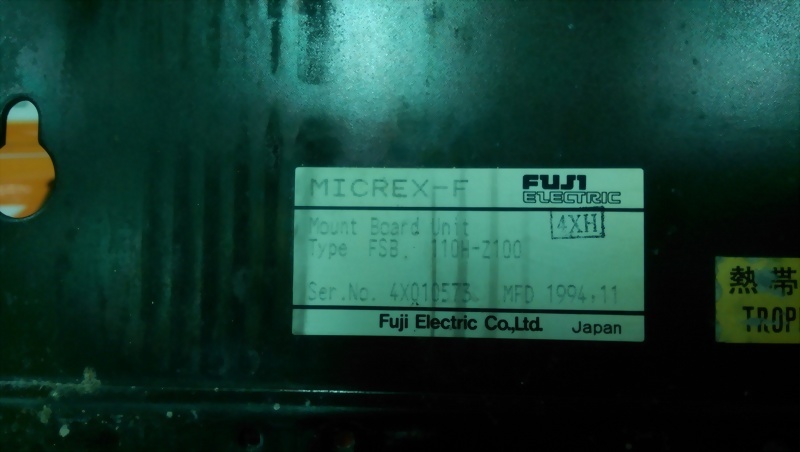 MICREX-F
FUJI
ELECTRIC
Mount Board Unit
4XH
Type FSB. 110H-Z100
Ser.No. 4XQ10573 MFD 1994.11
Fuji Electric Co.,Ltd. Japan
熱帯
TROP